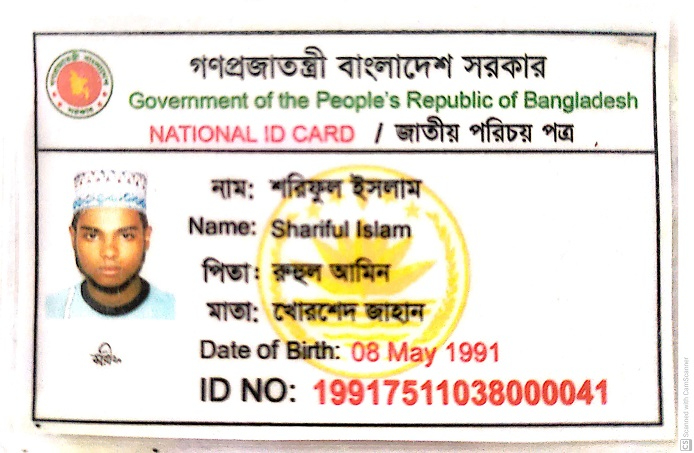 গণপ্রজাতন্ত্রী বাংলাদেশ সরকার
Government of the People's Republic of Bangladesh
NATIONAL ID CARD / জাতীয় পরিচয় পত্র
নাম: শরিফুল ইসলাম
Name: Shariful Islam
পিতা: রুহুল আমিন
মাতা: খোরশেদ জাহান
Date of Birth: 08 May 1991
ID NO: 19917511038000041
CS Scanned with CamScanner